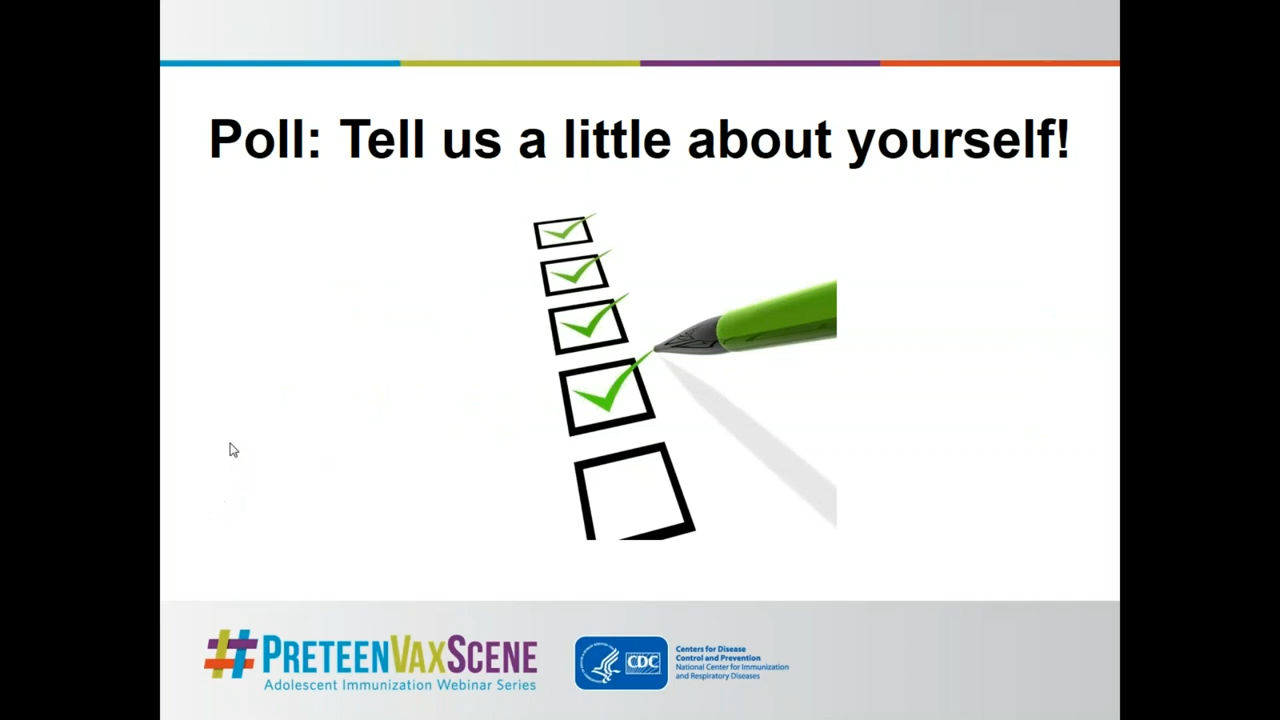 Poll: Tell us a little about yourself!
#PRETEENVAXSCENE
Adolescent Immunization Webinar Series
CDC
Centers for Disease
Control and Prevention
National Center for Immunization
and Respiratory Diseases